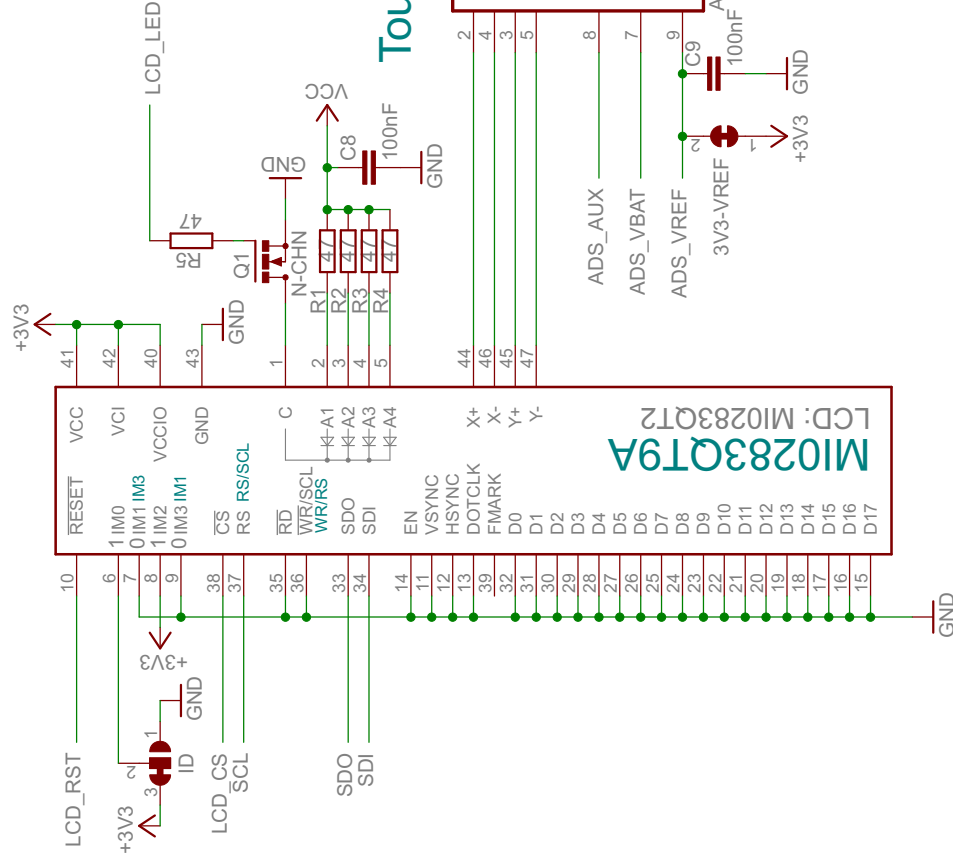 LCD_LED
Tou
2
4
3
5
8
7
9
A
C9
100nF
GND
2
1
3V3-VREF
+3V3
ADS_AUX
ADS_VBAT
ADS_VREF
VCC
C8
100nF
GND
GND
47
R5
Q1
N-CHN
47
47
47
47
R1
R2
R3
R4
+3V3
GND
41
42
40
43
1
2
3
4
5
44
46
45
47
VCC
VCI
VCCIO
GND
C
A1
A2
A3
A4
X+
X-
Y+
Y-
LCD: MI0283QT2
MI0283QT9A
RESET
1 IM0
0 IM1 IM3
1 IM2
0 IM3 IM1
CS
RS RS/SCL
RD
WR/SCL
WR/RS
SDO
SDI
EN
VSYNC
HSYNC
DOTCLK
FMARK
D0
D1
D2
D3
D4
D5
D6
D7
D8
D9
D10
D11
D12
D13
D14
D15
D16
D17
10
6
7
8
9
38
37
35
36
33
34
14
11
12
13
39
32
31
30
29
28
27
26
25
24
23
22
21
20
19
18
17
16
15
GND
+3V3
GND
1
2
3
ID
+3V3
LCD_RST
LCD_CS
SCL
SDO
SDI